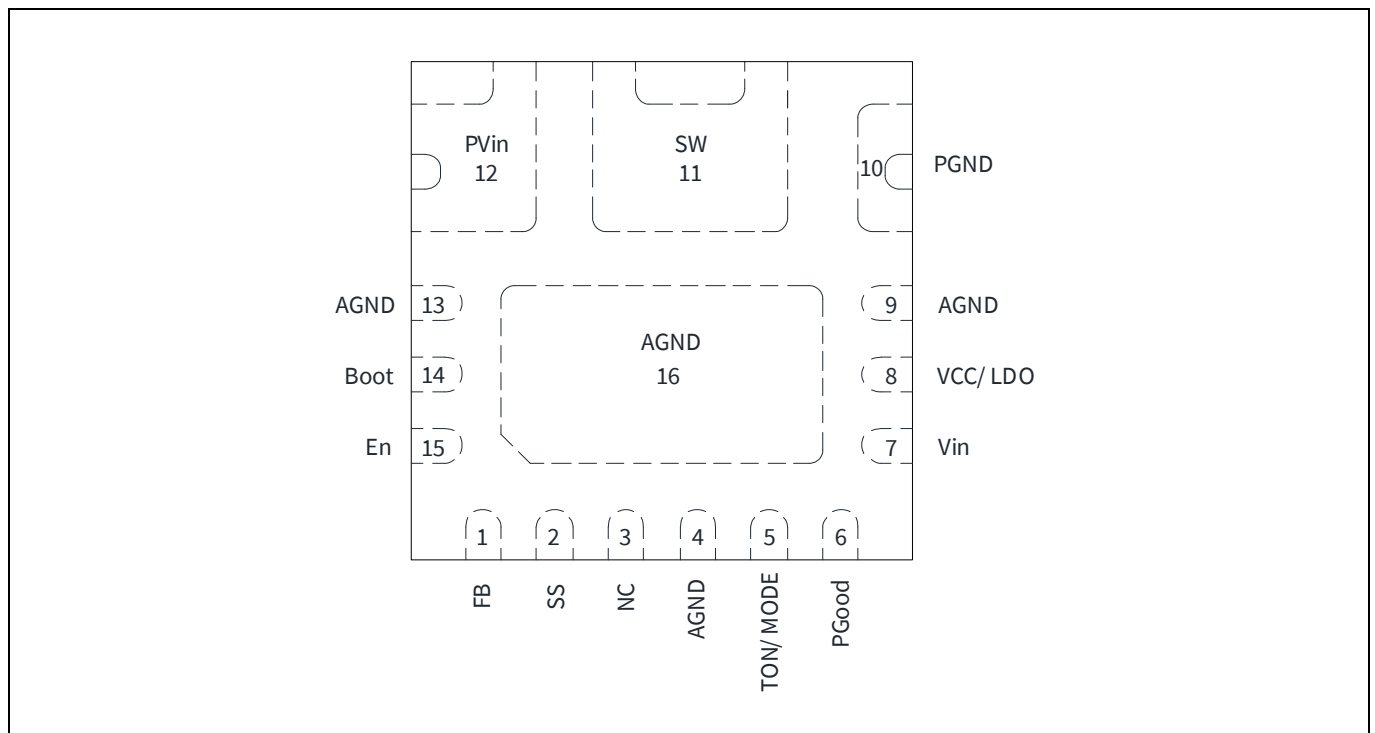 PVin
12
SW
11
10
PGND
AGND
13
9
AGND
AGND
16
Boot
14
8
VCC/ LDO
En
15
7
Vin
1
2
3
4
5
6
FB
SS
NC
AGND
TON/ MODE
PGood